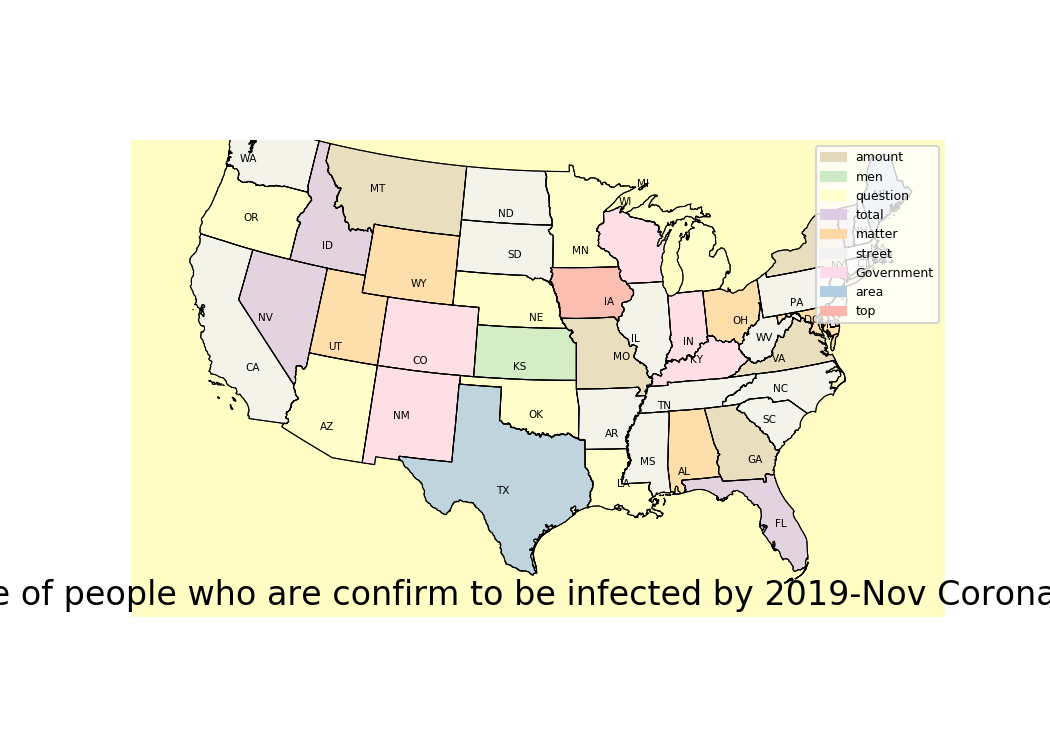 WA
MT
ND
OR
ID
SD
MN
WI
MI
WY
NV
UT
CO
NE
IA
CA
KS
MO
IL
IN
OH
PA
WV
KY
VA
AZ
NM
OK
AR
TN
NC
SC
TX
LA
MS
AL
GA
FL
amount
men
question
total
matter
street
Government
area
top
e of people who are confirm to be infected by 2019-Nov Corona